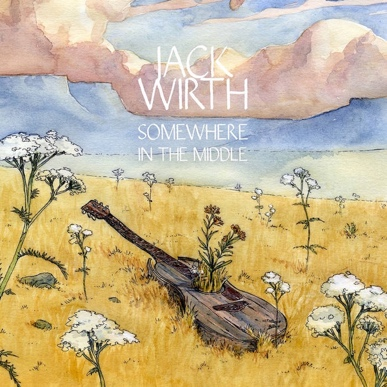 JACK
WIRTH
SOMEWHERE
IN THE MIDDLE